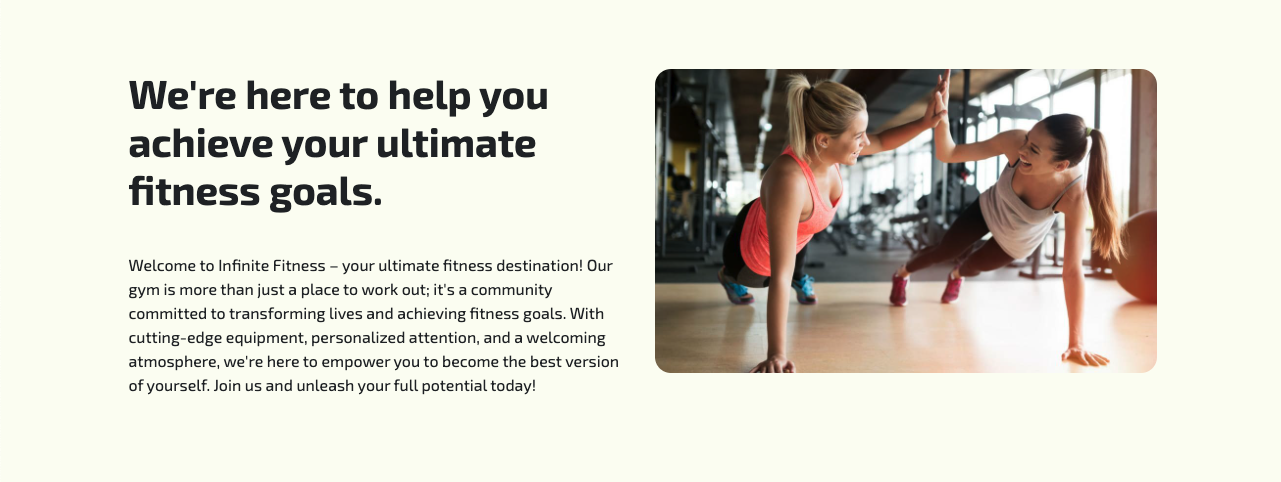 We're here to help you
achieve your ultimate
fitness goals.
Welcome to Infinite Fitness – your ultimate fitness destination! Our
gym is more than just a place to work out; it's a community
committed to transforming lives and achieving fitness goals. With
cutting-edge equipment, personalized attention, and a welcoming
atmosphere, we're here to empower you to become the best version
of yourself. Join us and unleash your full potential today!